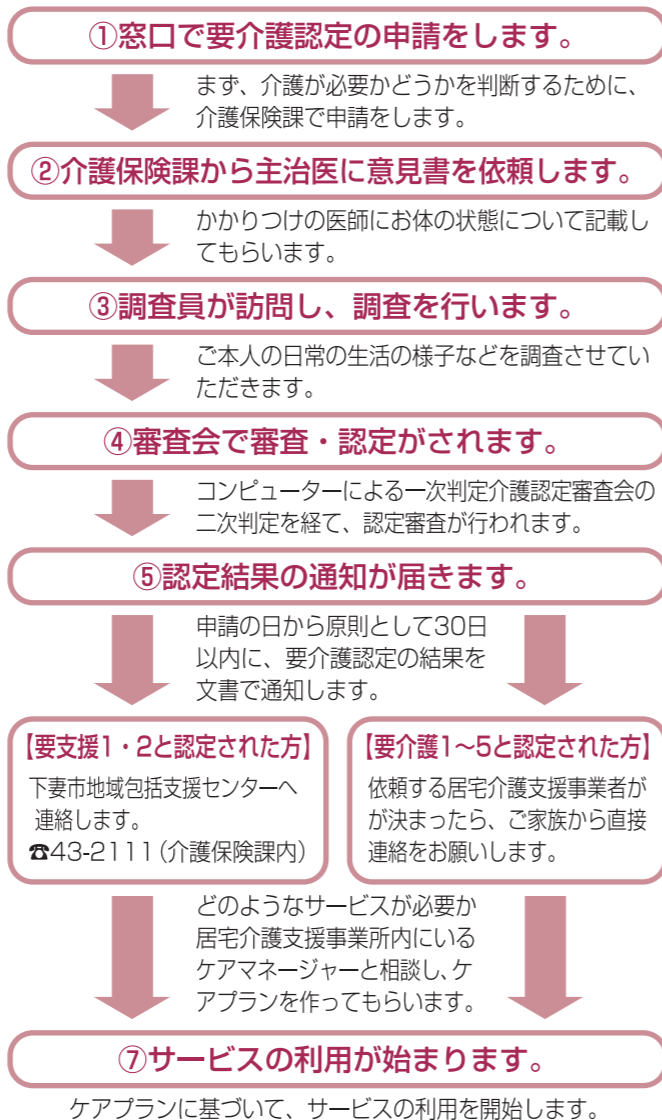 ①窓口で要介護認定の申請をします。
まず、介護が必要かどうかを判断するために、
介護保険課で申請をします。
②介護保険課から主治医に意見書を依頼します。
かかりつけの医師にお体の状態について記載し
てもらいます。
③調査員が訪問し、調査を行います。
ご本人の日常の生活の様子などを調査させてい
ただきます。
④審査会で審査・認定がされます。
コンピューターによる一次判定介護認定審査会の
二次判定を経て、認定審査が行われます。
⑤認定結果の通知が届きます。
申請の日から原則として30日
以内に、要介護認定の結果を
文書で通知します。
【要支援1・2と認定された方】
下妻市地域包括支援センターへ
連絡します。
☎43-2111(介護保険課内)
【要介護1〜5と認定された方】
依頼する居宅介護支援事業者が
が決まったら、ご家族から直接
連絡をお願いします。
どのようなサービスが必要か
居宅介護支援事業所内にいる
ケアマネージャーと相談し、ケ
アプランを作ってもらいます。
⑦サービスの利用が始まります。
ケアプランに基づいて、サービスの利用を開始します。